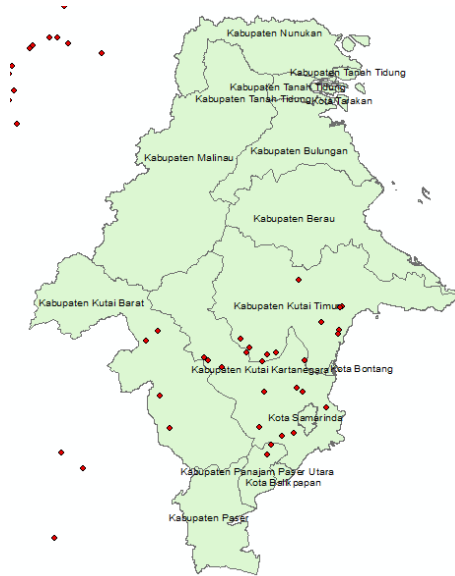 Kabupaten Nunukan
Kabupaten Tanah Tidung
Kabupaten Tanah Tidung
Kabupaten Tanah Tidung
Kota Tarakan
Kabupaten Malinau
Kabupaten Bulungan
Kabupaten Berau
Kabupaten Kutai Barat
Kabupaten Kutai Timur
Kabupaten Kutai Kartanegara
Kota Bontang
Kota Samarinda
Kabupaten Panajam Paser Utara
Kota Balikpapan
Kabupaten Paser